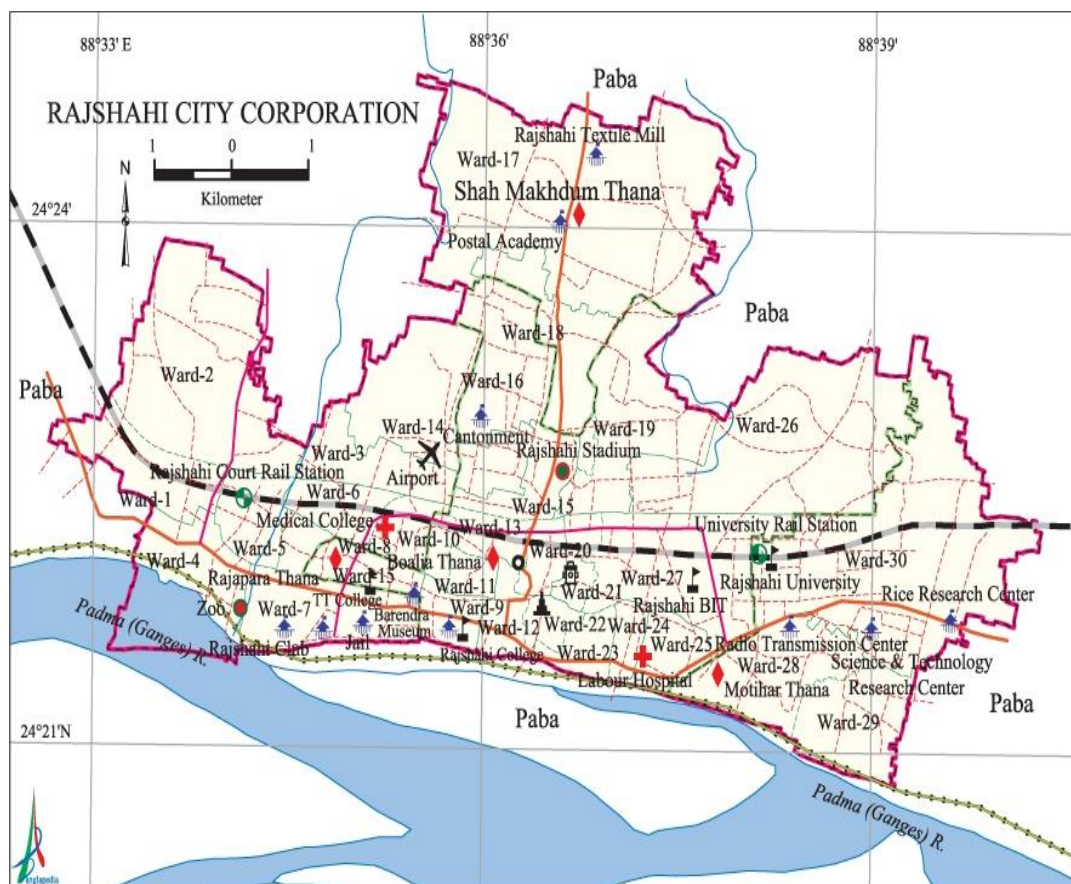 88°33' E
88°36'
88°39'
Paba
RAJSHAHI CITY CORPORATION
1 0 1
Kilometer
N
Rajshahi Textile Mill
Ward-17
Shah Makhdum Thana
24°24'
Postal Academy
Paba
Ward-18
Ward-2
Ward-16
Paba
Ward-14
Cantonment
Ward-19
Ward-26
Ward-3
Rajshahi Stadium
Rajshahi Court Rail Station
Airport
Ward-1
Ward-6
Ward-15
Medical College
Ward-13
University Rail Station
Ward-10
Ward-5
Ward-8
Boalia Thana
Ward-20
Ward-4
Ward-30
Rajapara Thana
Ward-15
Ward-11
Ward-21
Ward-27
Rajshahi University
Rice Research Center
TT College
Rajshahi BIT
Zoo
Ward-7
Barendra
Museum
Ward-9
Ward-12
Ward-22
Ward-24
Padma (Ganges) R.
Rajshahi Club
Jail
Rajshahi College
Ward-23
Ward-25
Radio Transmission Center
Labour Hospital
Ward-28
Science & Technology
Research Center
Motihar Thana
24°21'N
Paba
Ward-29
Paba
Padma (Ganges) R.
Banglapedia